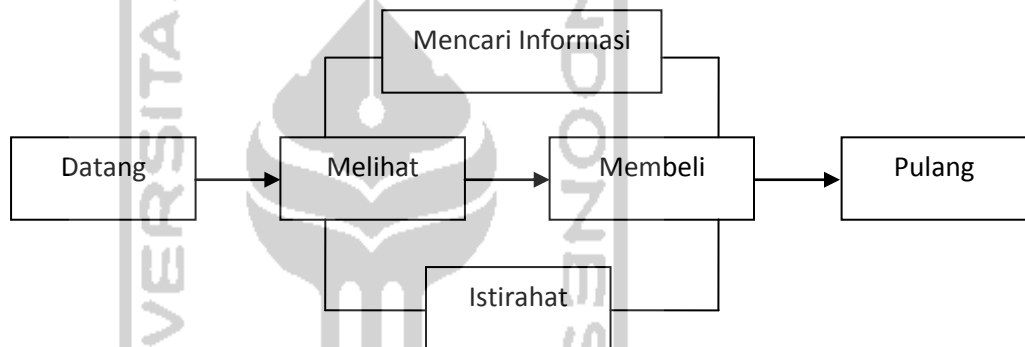 Mencari Informasi
Datang
Melihat
Membeli
Pulang
Istirahat